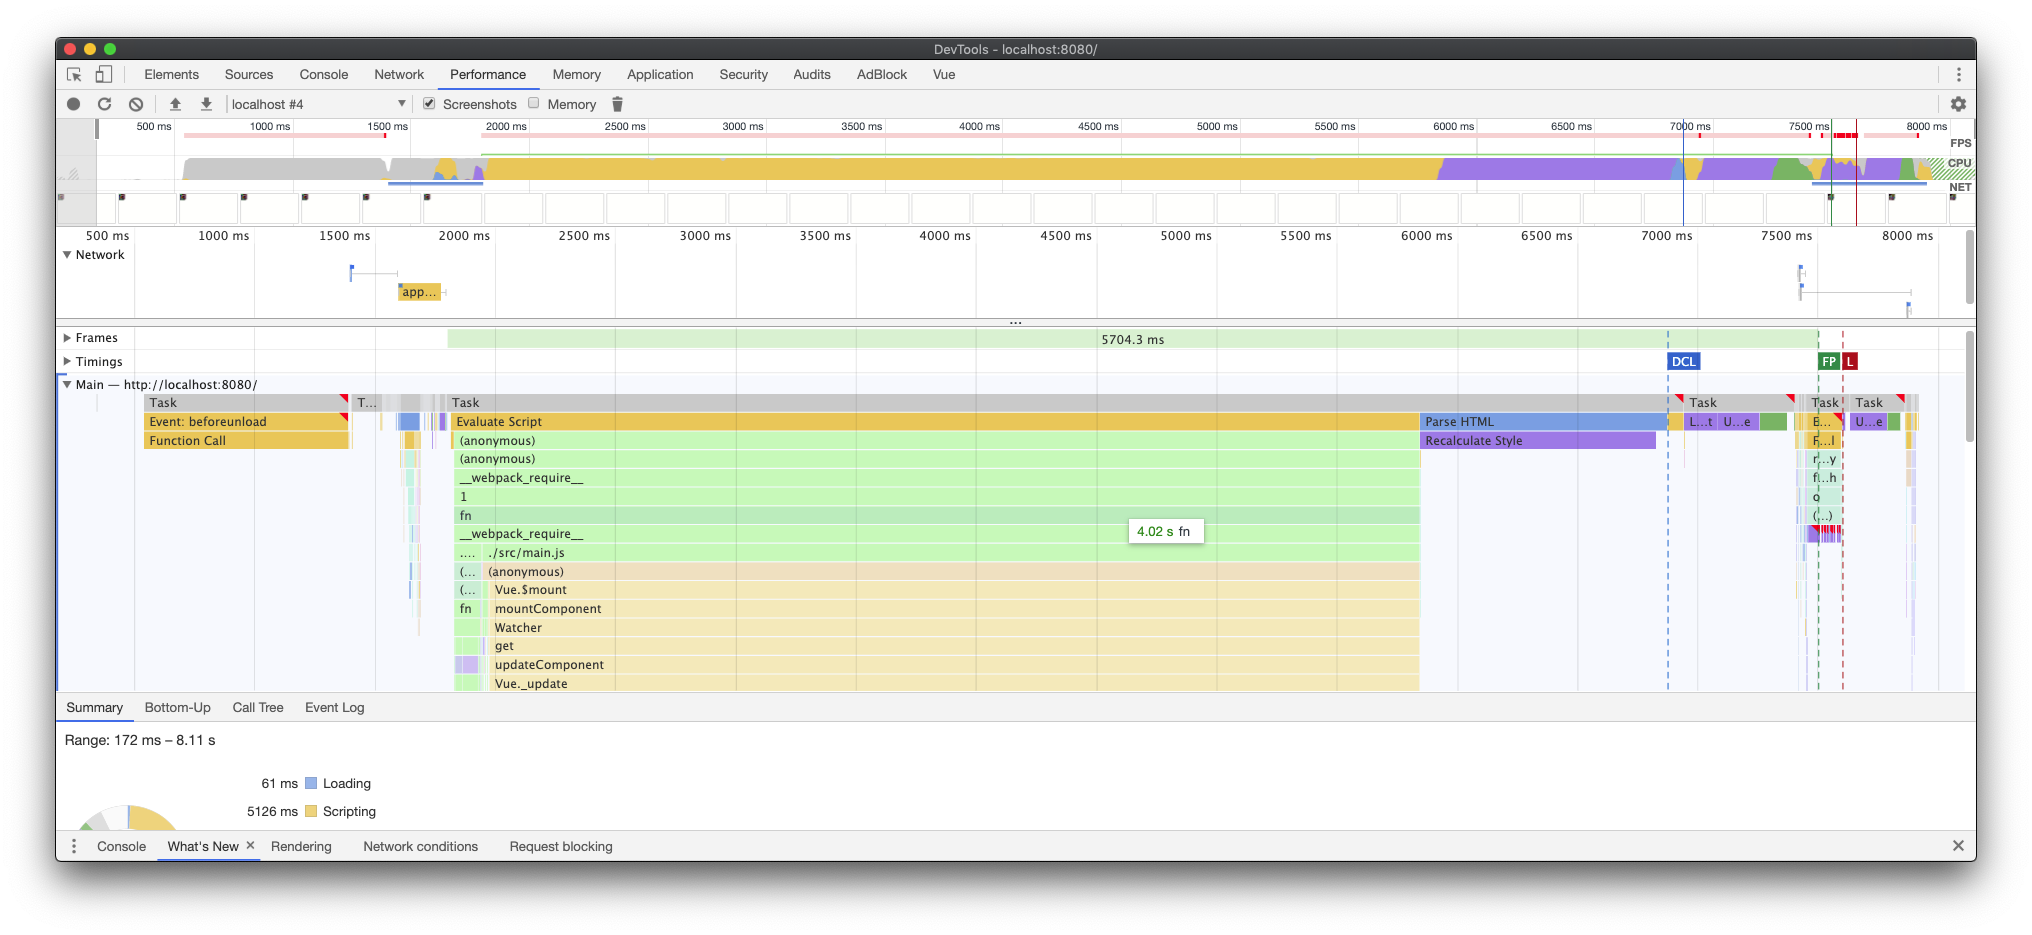 DevTools - localhost:8080/
Elements Sources Console Network Performance Memory Application Security Audits AdBlock Vue
localhost #4 Screenshots Memory
500 ms 1000 ms 1500 ms 2000 ms 2500 ms 3000 ms 3500 ms 4000 ms 4500 ms 5000 ms 5500 ms 6000 ms 6500 ms 7000 ms 7500 ms 8000 ms
FPS
CPU
NET
500 ms 1000 ms 1500 ms 2000 ms 2500 ms 3000 ms 3500 ms 4000 ms 4500 ms 5000 ms 5500 ms 6000 ms 6500 ms 7000 ms 7500 ms 8000 ms
Network
app...
...
Frames 5704.3 ms
Timings DCL FP L
Main — http://localhost:8080/
Task T... Task Task Task Task
Event: beforeunload Evaluate Script Parse HTML L...t U...e E... U...e
Function Call (anonymous) Recalculate Style F...l
(anonymous) r...y
__webpack_require__ f...h
1 o
fn (...)
4.02 s fn
__webpack_require__
.... ./src/main.js
(... (anonymous)
(... Vue.$mount
fn mountComponent
Watcher
get
updateComponent
Vue._update
Summary Bottom-Up Call Tree Event Log
Range: 172 ms – 8.11 s
61 ms Loading
5126 ms Scripting
Console What's New × Rendering Network conditions Request blocking